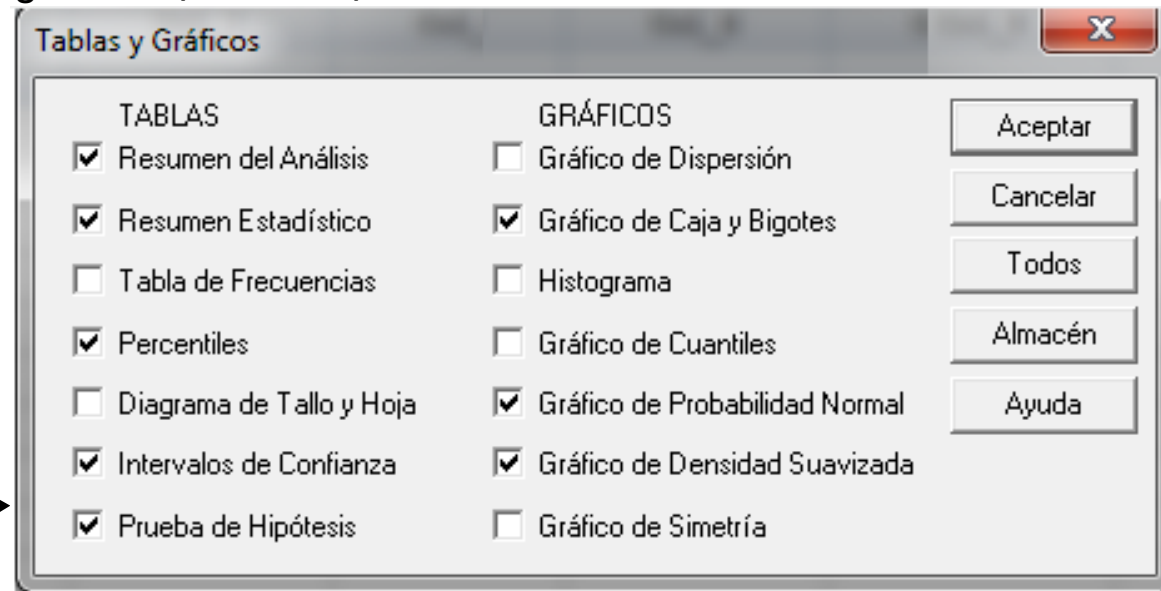 Tablas y Gráficos
TABLAS
Resumen del Análisis
Resumen Estadístico
Tabla de Frecuencias
Percentiles
Diagrama de Tallo y Hoja
Intervalos de Confianza
Prueba de Hipótesis
GRÁFICOS
Gráfico de Dispersión
Gráfico de Caja y Bigotes
Histograma
Gráfico de Cuantiles
Gráfico de Probabilidad Normal
Gráfico de Densidad Suavizada
Gráfico de Simetría
Aceptar
Cancelar
Todos
Almacén
Ayuda